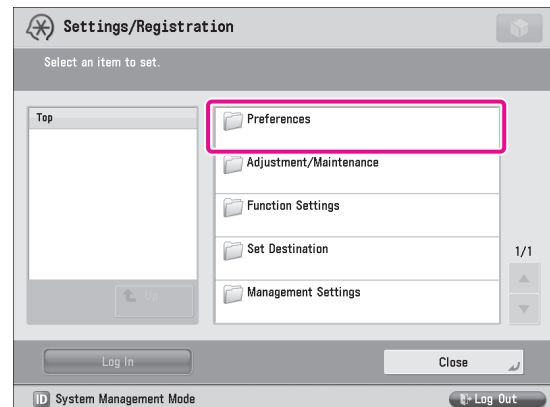 Settings/Registration
Select an item to set.
Top
Preferences
Adjustment/Maintenance
Function Settings
Set Destination
Management Settings
1/1
Up
Log In
Close
ID System Management Mode
Log Out